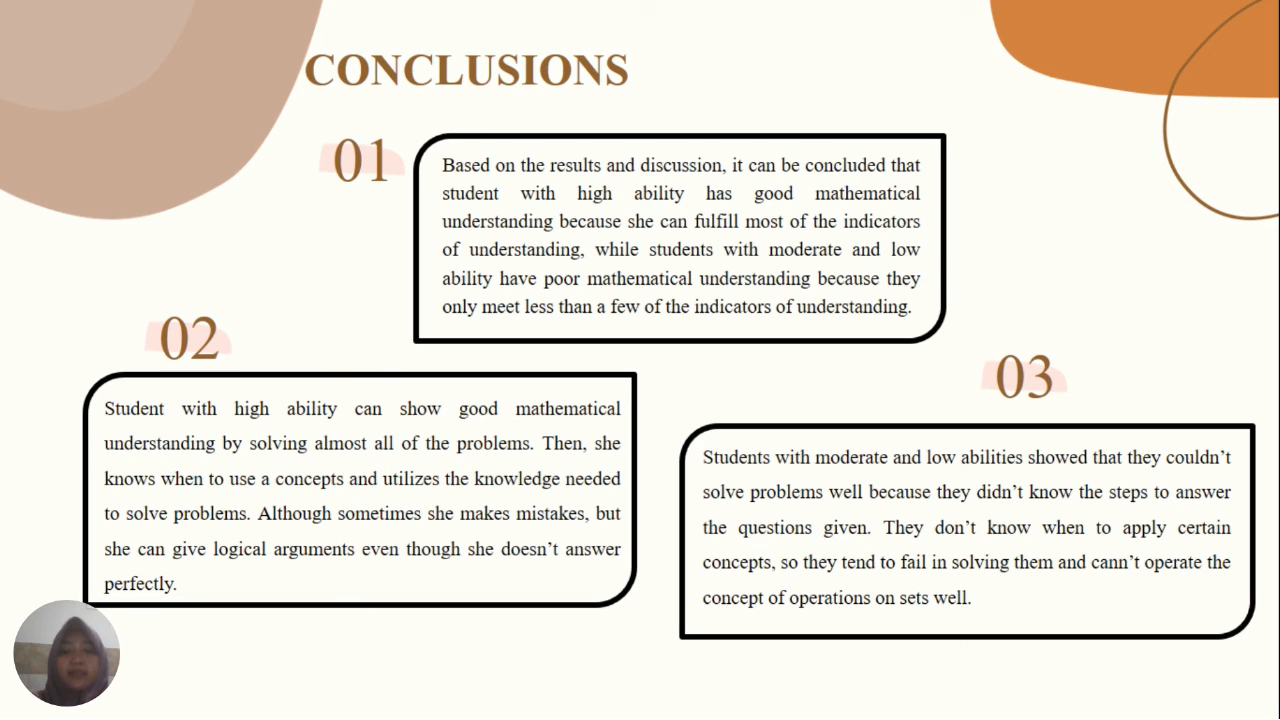 CONCLUSIONS
01
Based on the results and discussion, it can be concluded that
student with high ability has good mathematical
understanding because she can fulfill most of the indicators
of understanding, while students with moderate and low
ability have poor mathematical understanding because they
only meet less than a few of the indicators of understanding.
02
Student with high ability can show good mathematical
understanding by solving almost all of the problems. Then, she
knows when to use a concepts and utilizes the knowledge needed
to solve problems. Although sometimes she makes mistakes, but
she can give logical arguments even though she doesn’t answer
perfectly.
03
Students with moderate and low abilities showed that they couldn’t
solve problems well because they didn’t know the steps to answer
the questions given. They don’t know when to apply certain
concepts, so they tend to fail in solving them and cann’t operate the
concept of operations on sets well.